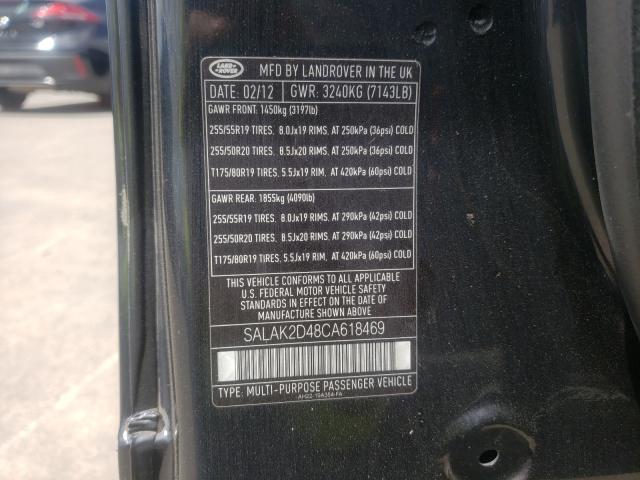 LAND ROVER
MFD BY LANDROVER IN THE UK
DATE: 02/12 GWR: 3240KG (7143LB)
GAWR FRONT: 1450kg (3197lb)
255/55R19 TIRES, 8.0Jx19 RIMS, AT 250kPa (36psi) COLD
255/50R20 TIRES, 8.5Jx20 RIMS, AT 250kPa (36psi) COLD
T175/80R19 TIRES, 5.5Jx19 RIM, AT 420kPa (60psi) COLD
GAWR REAR: 1855kg (4090lb)
255/55R19 TIRES, 8.0Jx19 RIMS, AT 290kPa (42psi) COLD
255/50R20 TIRES, 8.5Jx20 RIMS, AT 290kPa (42psi) COLD
T175/80R19 TIRES, 5.5Jx19 RIM, AT 420kPa (60psi) COLD
THIS VEHICLE CONFORMS TO ALL APPLICABLE
U.S. FEDERAL MOTOR VEHICLE SAFETY
STANDARDS IN EFFECT ON THE DATE OF
MANUFACTURE SHOWN ABOVE
SALAK2D48CA618469
TYPE: MULTI-PURPOSE PASSENGER VEHICLE
AH22-19A354-FA